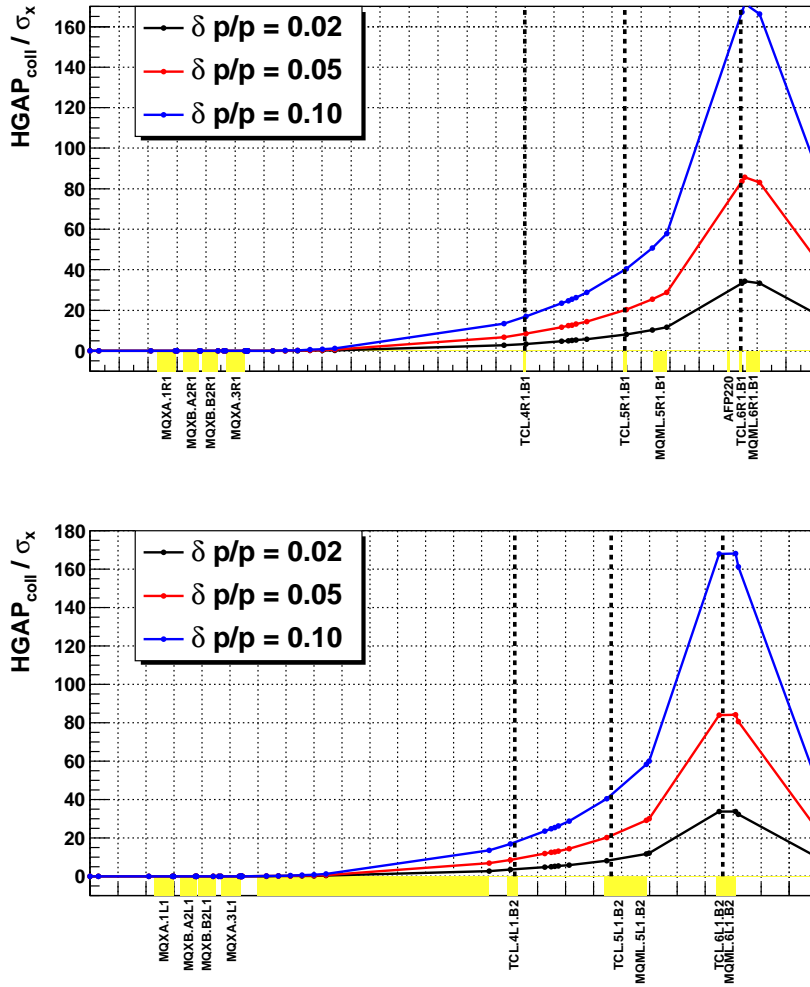 HGAPcoll / σx
160
140
120
100
80
60
40
20
0
δ p/p = 0.02
δ p/p = 0.05
δ p/p = 0.10
MQXA.1R1
MQXB.A2R1
MQXB.B2R1
MQXA.3R1
TCL.4R1.B1
TCL.5R1.B1
MQML.5R1.B1
AFP220
TCL.6R1.B1
MQML.6R1.B1
HGAPcoll / σx
180
160
140
120
100
80
60
40
20
0
δ p/p = 0.02
δ p/p = 0.05
δ p/p = 0.10
MQXA.1L1
MQXB.A2L1
MQXB.B2L1
MQXA.3L1
TCL.4L1.B2
TCL.5L1.B2
MQML.5L1.B2
TCL.6L1.B2
MQML.6L1.B2